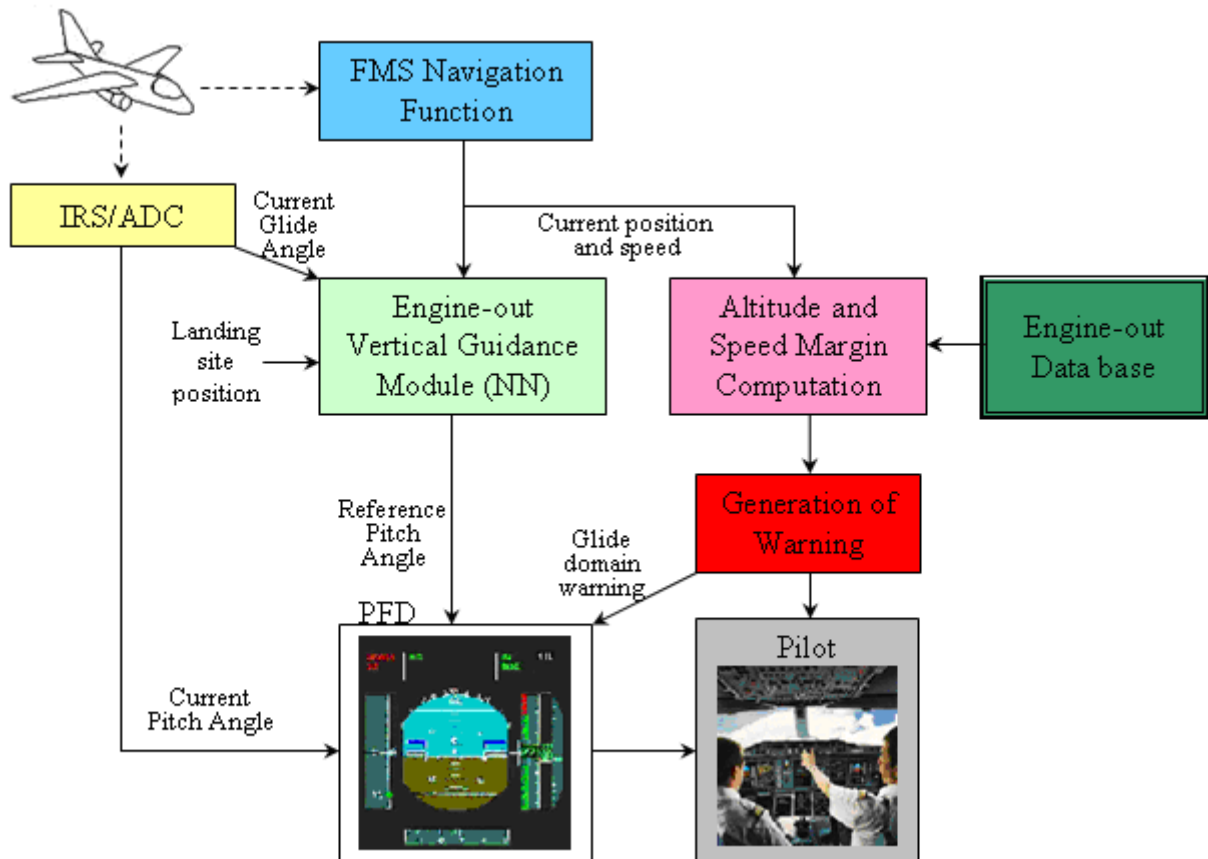 FMS Navigation
Function
IRS/ADC
Current
Glide
Angle
Current position
and speed
Landing
site
position
Engine-out
Vertical Guidance
Module (NN)
Altitude and
Speed Margin
Computation
Engine-out
Data base
Reference
Pitch
Angle
Generation of
Warning
Glide
domain
warning
PFD
Pilot
Current
Pitch Angle